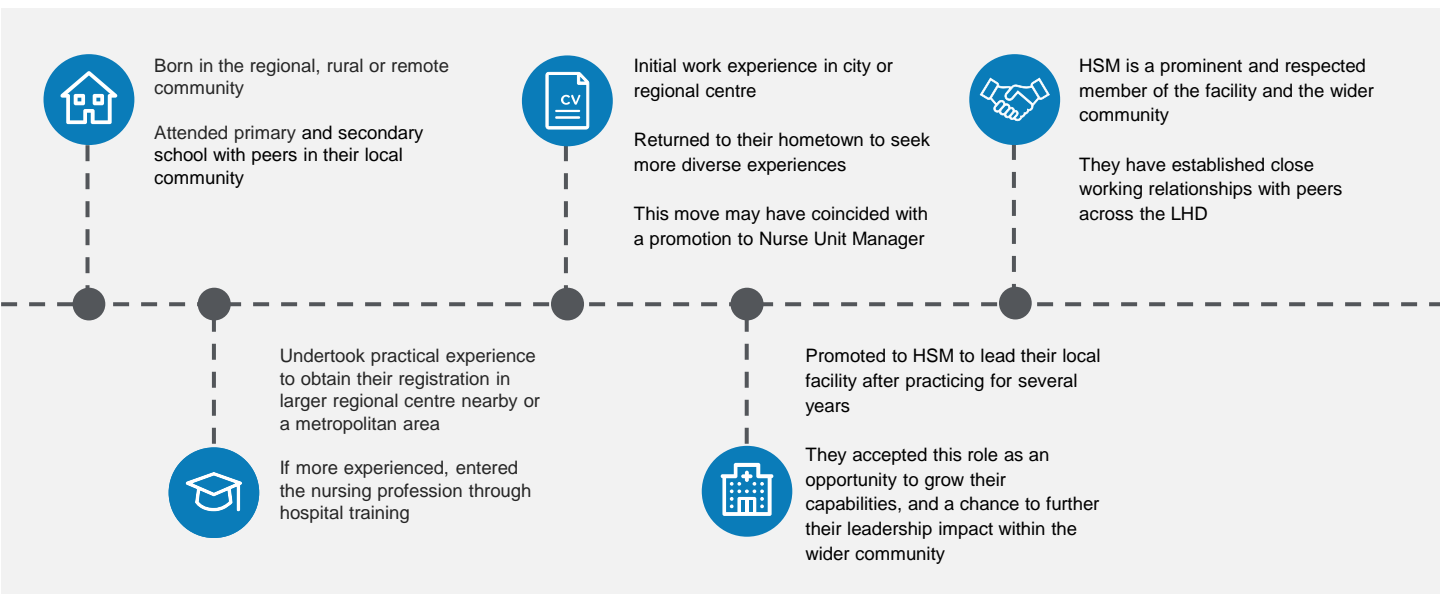 Born in the regional, rural or remote
community
Attended primary and secondary
school with peers in their local
community
Undertook practical experience
to obtain their registration in
larger regional centre nearby or
a metropolitan area
If more experienced, entered
the nursing profession through
hospital training
CV
Initial work experience in city or
regional centre
Returned to their hometown to seek
more diverse experiences
This move may have coincided with
a promotion to Nurse Unit Manager
Promoted to HSM to lead their local
facility after practicing for several
years
They accepted this role as an
opportunity to grow their
capabilities, and a chance to further
their leadership impact within the
wider community
HSM is a prominent and respected
member of the facility and the wider
community
They have established close
working relationships with peers
across the LHD